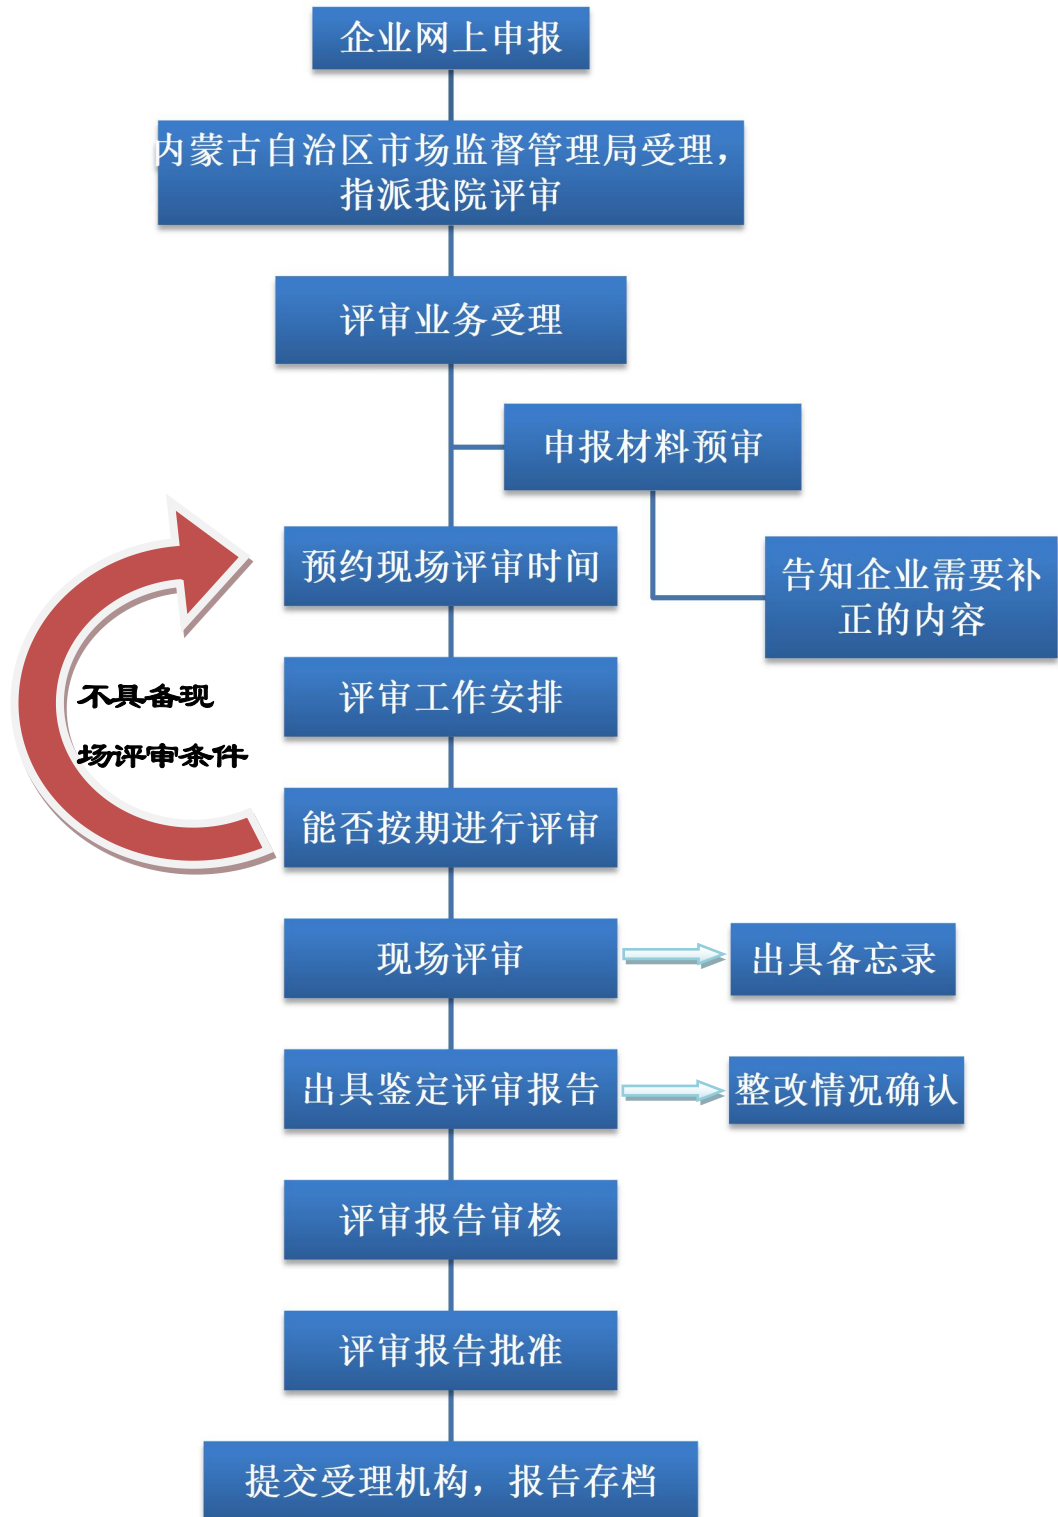 企业网上申报
内蒙古自治区市场监督管理局受理，
指派我院评审
评审业务受理
申报材料预审
预约现场评审时间
告知企业需要补
正的内容
评审工作安排
不具备现
场评审条件
能否按期进行评审
现场评审
出具备忘录
出具鉴定评审报告
整改情况确认
评审报告审核
评审报告批准
提交受理机构，报告存档